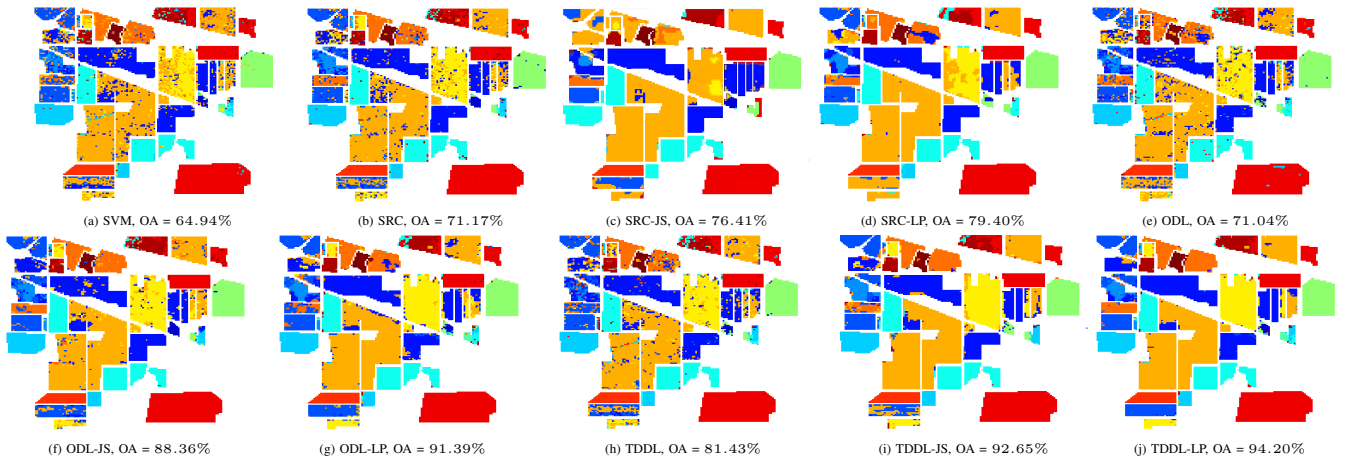 (a) SVM, OA = 64.94%
(b) SRC, OA = 71.17%
(c) SRC-JS, OA = 76.41%
(d) SRC-LP, OA = 79.40%
(e) ODL, OA = 71.04%
(f) ODL-JS, OA = 88.36%
(g) ODL-LP, OA = 91.39%
(h) TDDL, OA = 81.43%
(i) TDDL-JS, OA = 92.65%
(j) TDDL-LP, OA = 94.20%